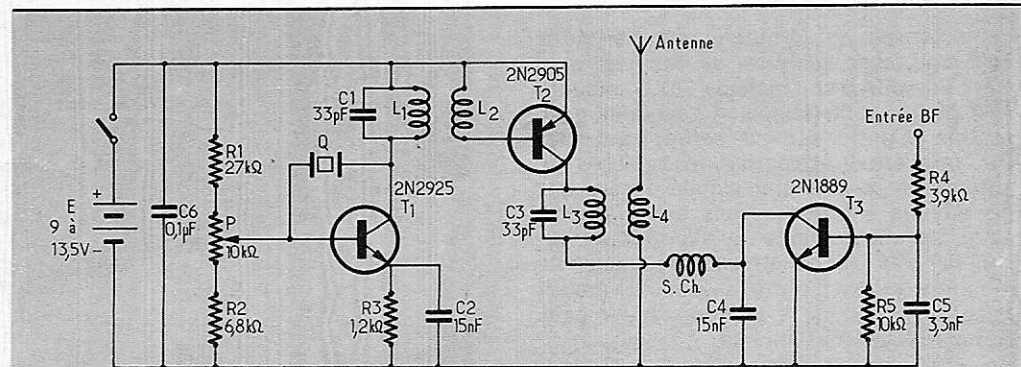 Antenne
2N2905
T2
C1
33pF
L1
L2
Entrée BF
R1
27kΩ
Q
R4
3,9kΩ
2N2925
T1
2N1889
T3
E
9 à
13,5V
+
-
C6
0,1µF
P
10kΩ
C3
33pF
L3
L4
S. Ch.
R2
6,8kΩ
R3
1,2kΩ
C2
15nF
C4
15nF
R5
10kΩ
C5
3,3nF